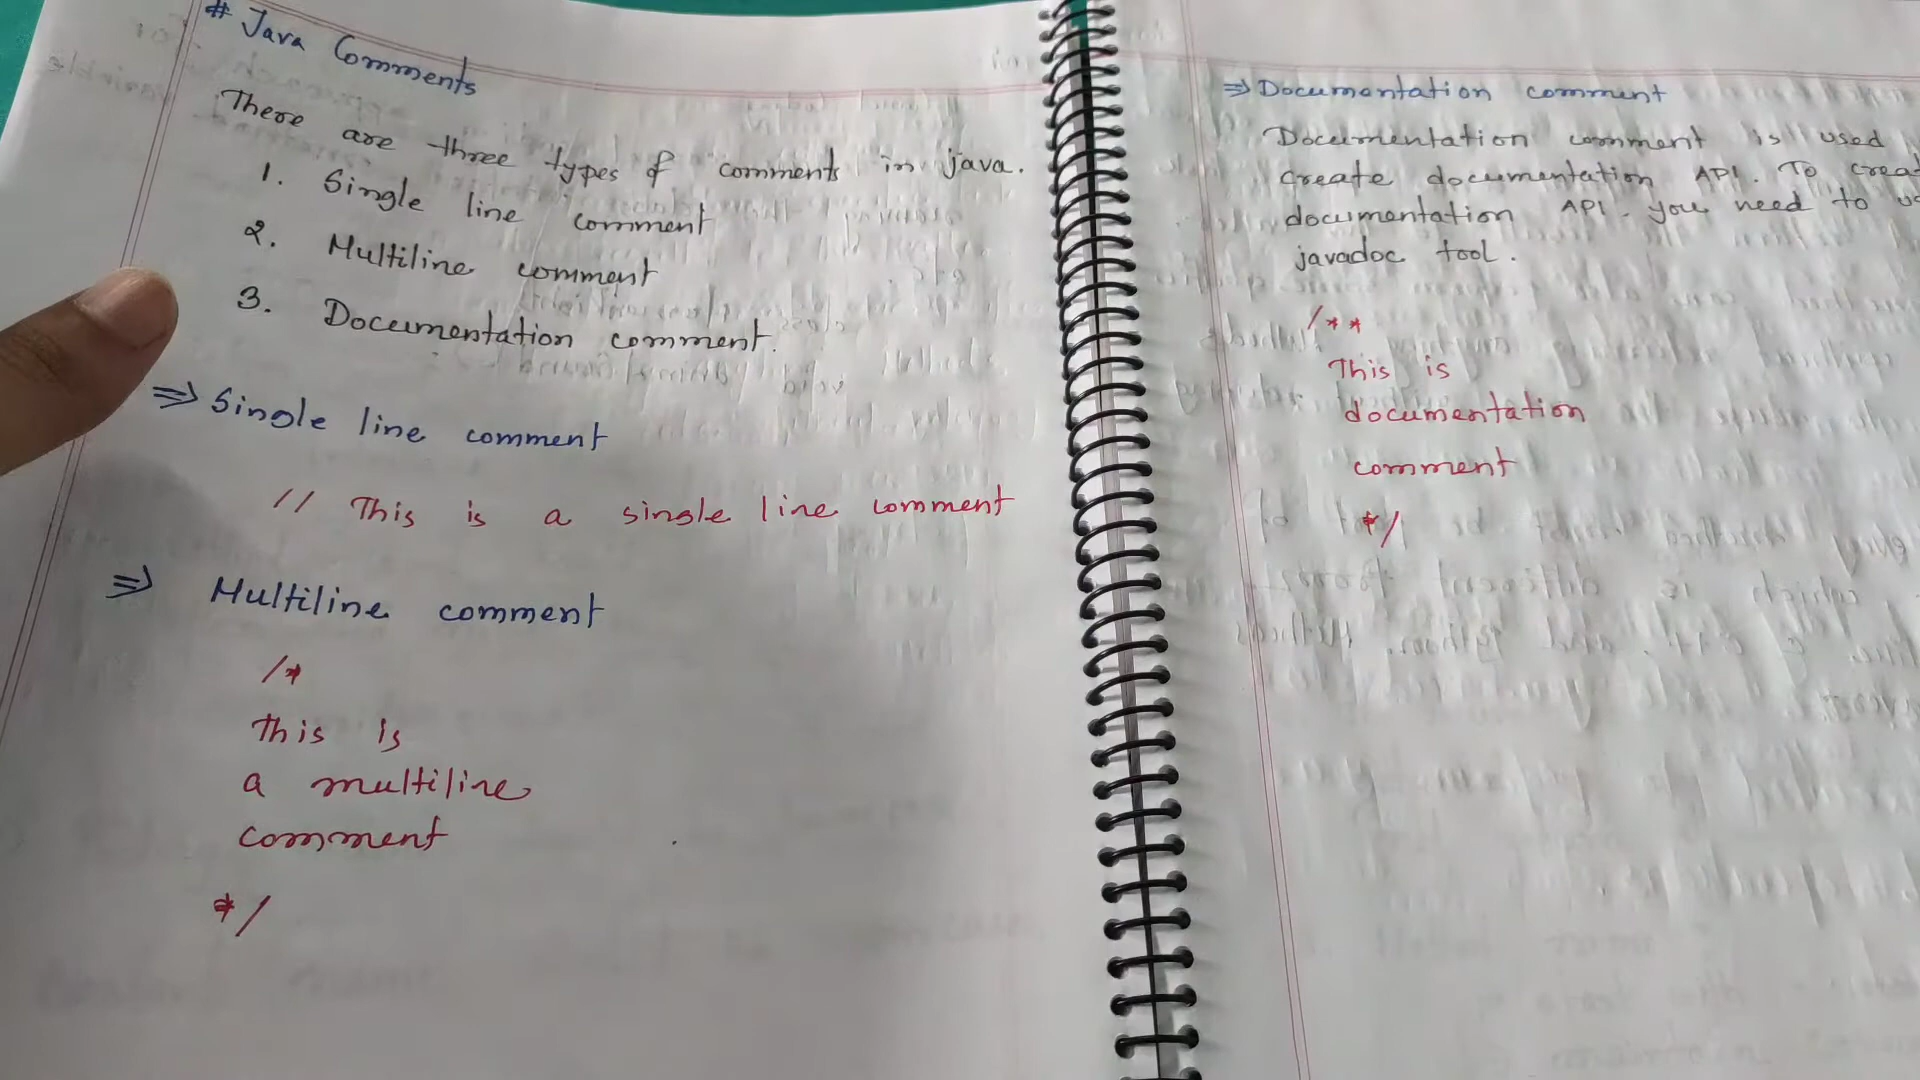 # Java Comments
There are three types of comments in java.
1. Single line comment
2. Multiline comment
3. Documentation comment.
⇒ Single line comment
// This is a single line comment
⇒ Multiline comment
/*
This is
a multiline
comment
*/
⇒ Documentation comment
Documentation comment is used
create documentation API. To
documentation API. you need to
javadoc tool.
/**
This is
documentation
comment
*/